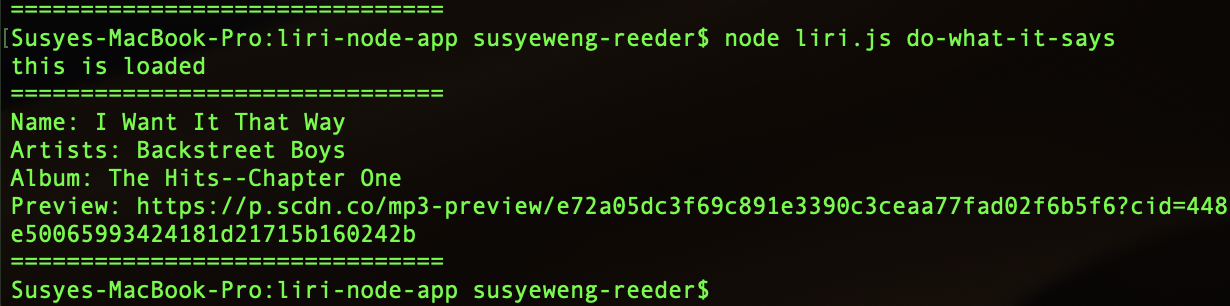 ===============================
[Susyes-MacBook-Pro:liri-node-app susyeweng-reeder$ node liri.js do-what-it-says
this is loaded
===============================
Name: I Want It That Way
Artists: Backstreet Boys
Album: The Hits--Chapter One
Preview: https://p.scdn.co/mp3-preview/e72a05dc3f69c891e3390c3ceaa77fad02f6b5f6?cid=448
e50065993424181d21715b160242b
===============================
Susyes-MacBook-Pro:liri-node-app susyeweng-reeder$